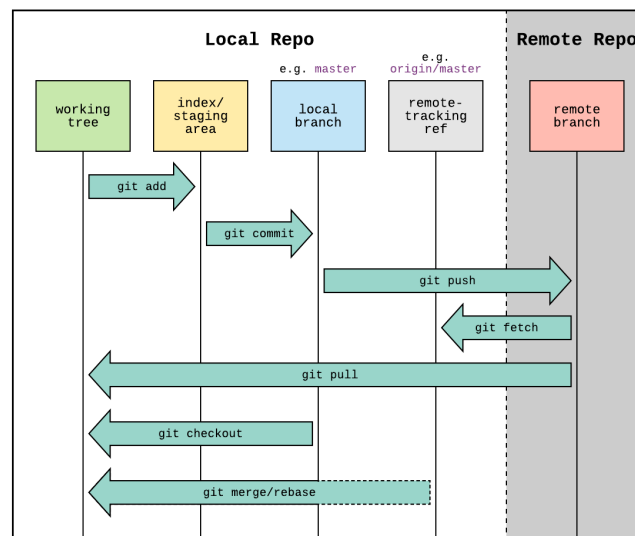 Local Repo
Remote Repo
e.g. master
e.g.
origin/master
working
tree
index/
staging
area
local
branch
remote-
tracking
ref
remote
branch
git add
git commit
git push
git fetch
git pull
git checkout
git merge/rebase